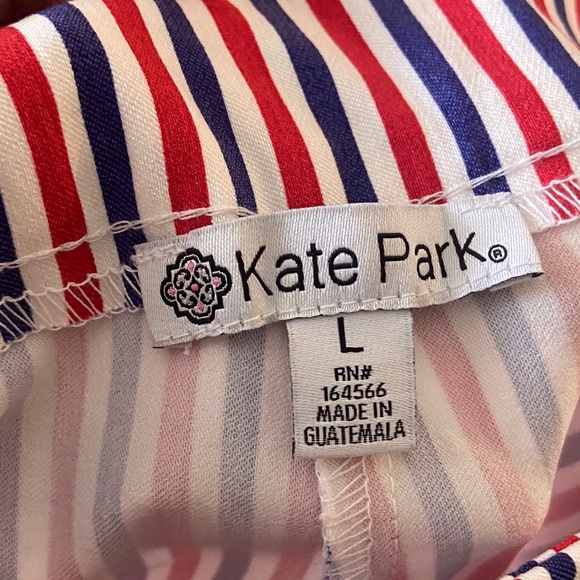 Kate Park®
L
RN#
164566
MADE IN
GUATEMALA